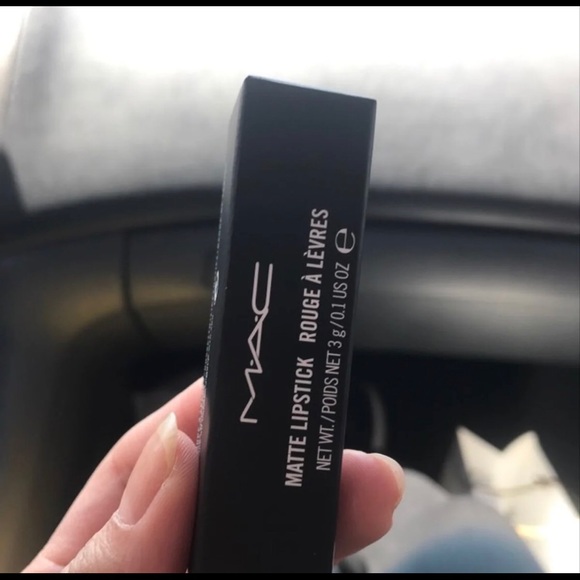 M·A·C
MATTE LIPSTICK ROUGE À LÈVRES
NET WT./POIDS NET 3 g/0.1 US OZ ℮